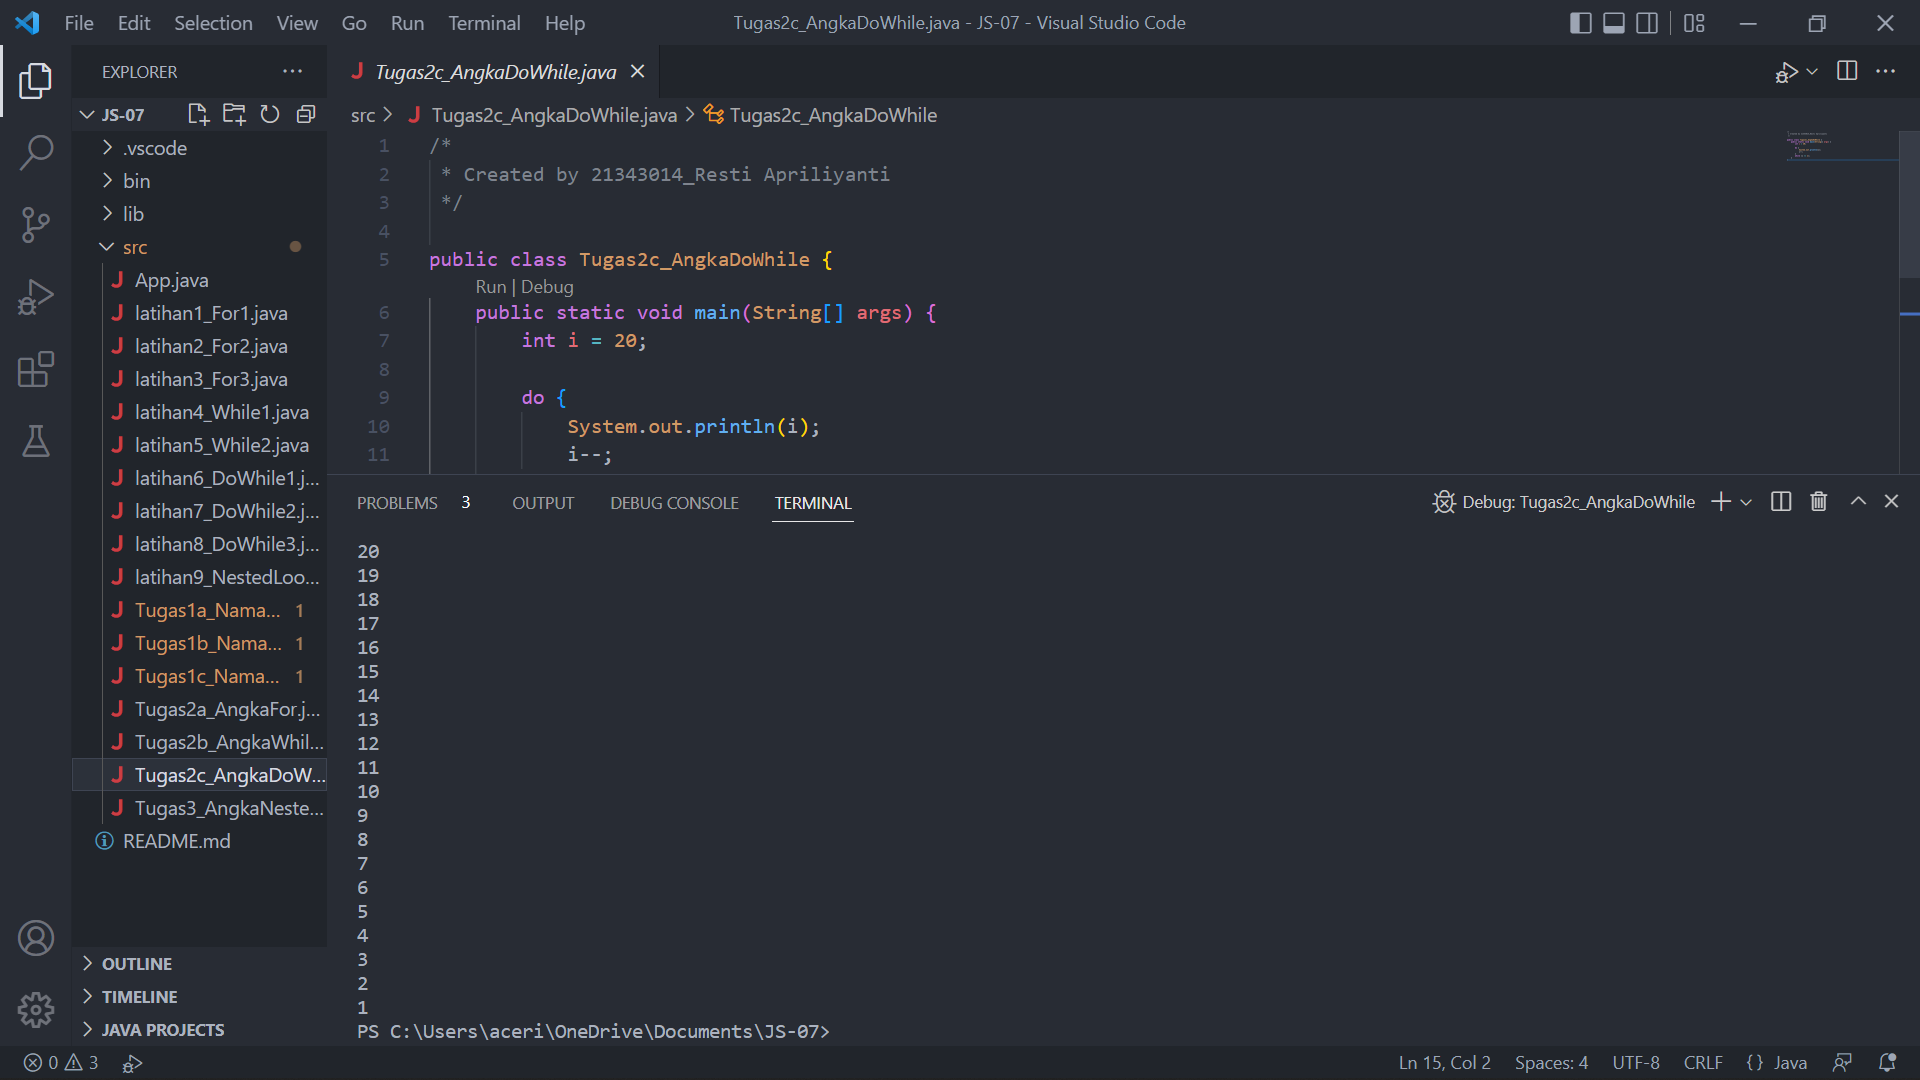 File Edit Selection View Go Run Terminal Help
Tugas2c_AngkaDoWhile.java - JS-07 - Visual Studio Code
EXPLORER
JS-07
.vscode
bin
lib
src
App.java
latihan1_For1.java
latihan2_For2.java
latihan3_For3.java
latihan4_While1.java
latihan5_While2.java
latihan6_DoWhile1.j...
latihan7_DoWhile2.j...
latihan8_DoWhile3.j...
latihan9_NestedLoo...
Tugas1a_Nama... 1
Tugas1b_Nama... 1
Tugas1c_Nama... 1
Tugas2a_AngkaFor.j...
Tugas2b_AngkaWhil...
Tugas2c_AngkaDoW...
Tugas3_AngkaNeste...
README.md
OUTLINE
TIMELINE
JAVA PROJECTS
Tugas2c_AngkaDoWhile.java
src > Tugas2c_AngkaDoWhile.java > Tugas2c_AngkaDoWhile
1 /*
2 * Created by 21343014_Resti Apriliyanti
3 */
4
5 public class Tugas2c_AngkaDoWhile {
Run | Debug
6 public static void main(String[] args) {
7 int i = 20;
8
9 do {
10 System.out.println(i);
11 i--;
PROBLEMS 3 OUTPUT DEBUG CONSOLE TERMINAL
Debug: Tugas2c_AngkaDoWhile
20
19
18
17
16
15
14
13
12
11
10
9
8
7
6
5
4
3
2
1
PS C:\Users\aceri\OneDrive\Documents\JS-07>
0 3
Ln 15, Col 2 Spaces: 4 UTF-8 CRLF {} Java